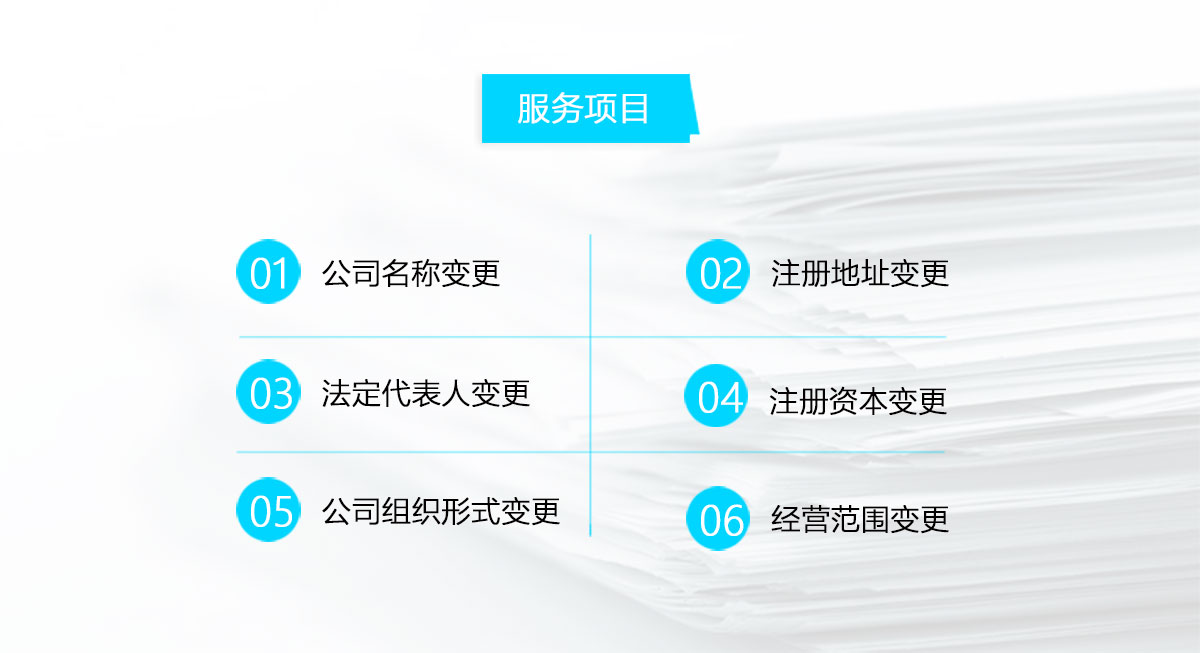 服务项目
01 公司名称变更
02 注册地址变更
03 法定代表人变更
04 注册资本变更
05 公司组织形式变更
06 经营范围变更